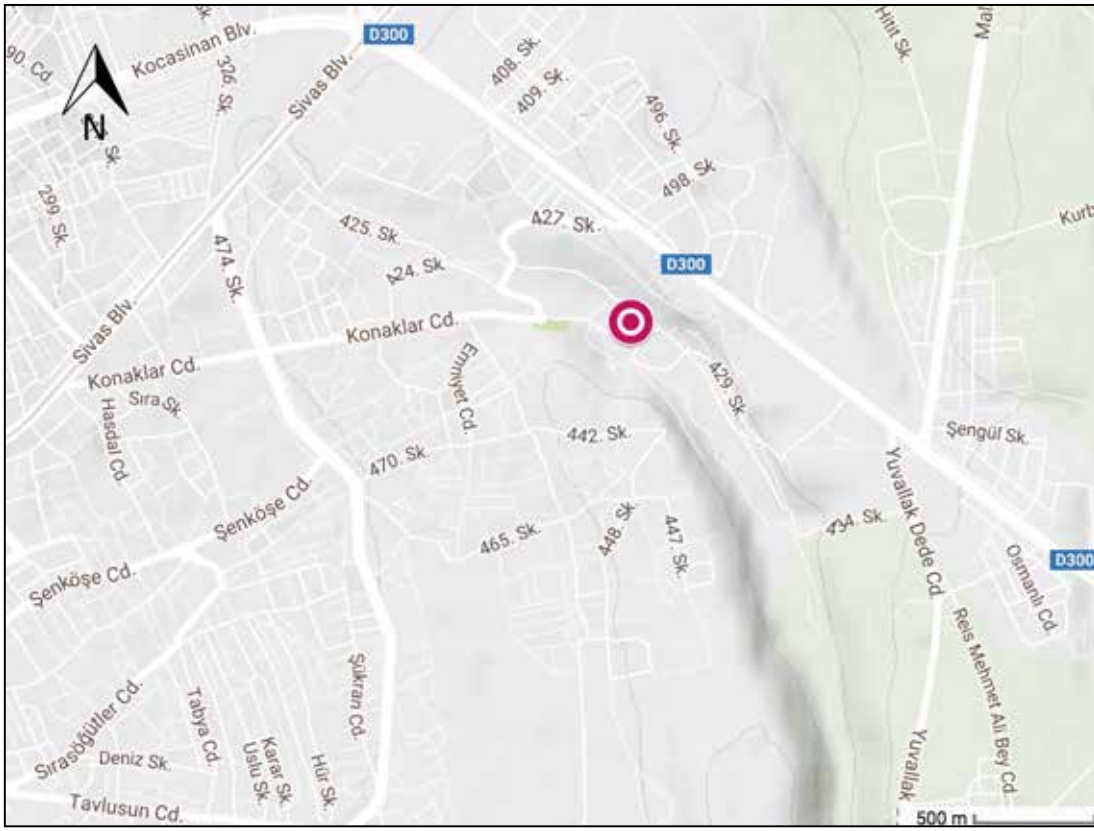 Kocasinan Blv.
D300
90. Cd.
N
Sk.
326. Sk.
Sivas Blv.
408. Sk.
409. Sk.
496. Sk.
498. Sk
Hitit Sk.
Mal
Kurb
299. Sk.
425. Sk.
424. Sk
427. Sk.
D300
474. Sk.
Sivas Blv.
Konaklar Cd.
Konaklar Cd.
Sıra Sk
Hasdal Cd.
Emniyet Cd.
429. Sk.
442. Sk.
470. Sk.
Şengül Sk.
Yuvallak Dede Cd.
Şenköşe Cd.
465. Sk.
448. Sk.
447. Sk.
434. Sk.
D300
Osmanlı Cd.
Şenköşe Cd.
Reis Mehmet Ali Bey Cd.
Şükran Cd.
Sırasöğütler Cd.
Tabya Cd.
Deniz Sk.
Karar Sk.
Uslu Sk.
Hür Sk.
Yuvallak
Tavlusun Cd.
500 m